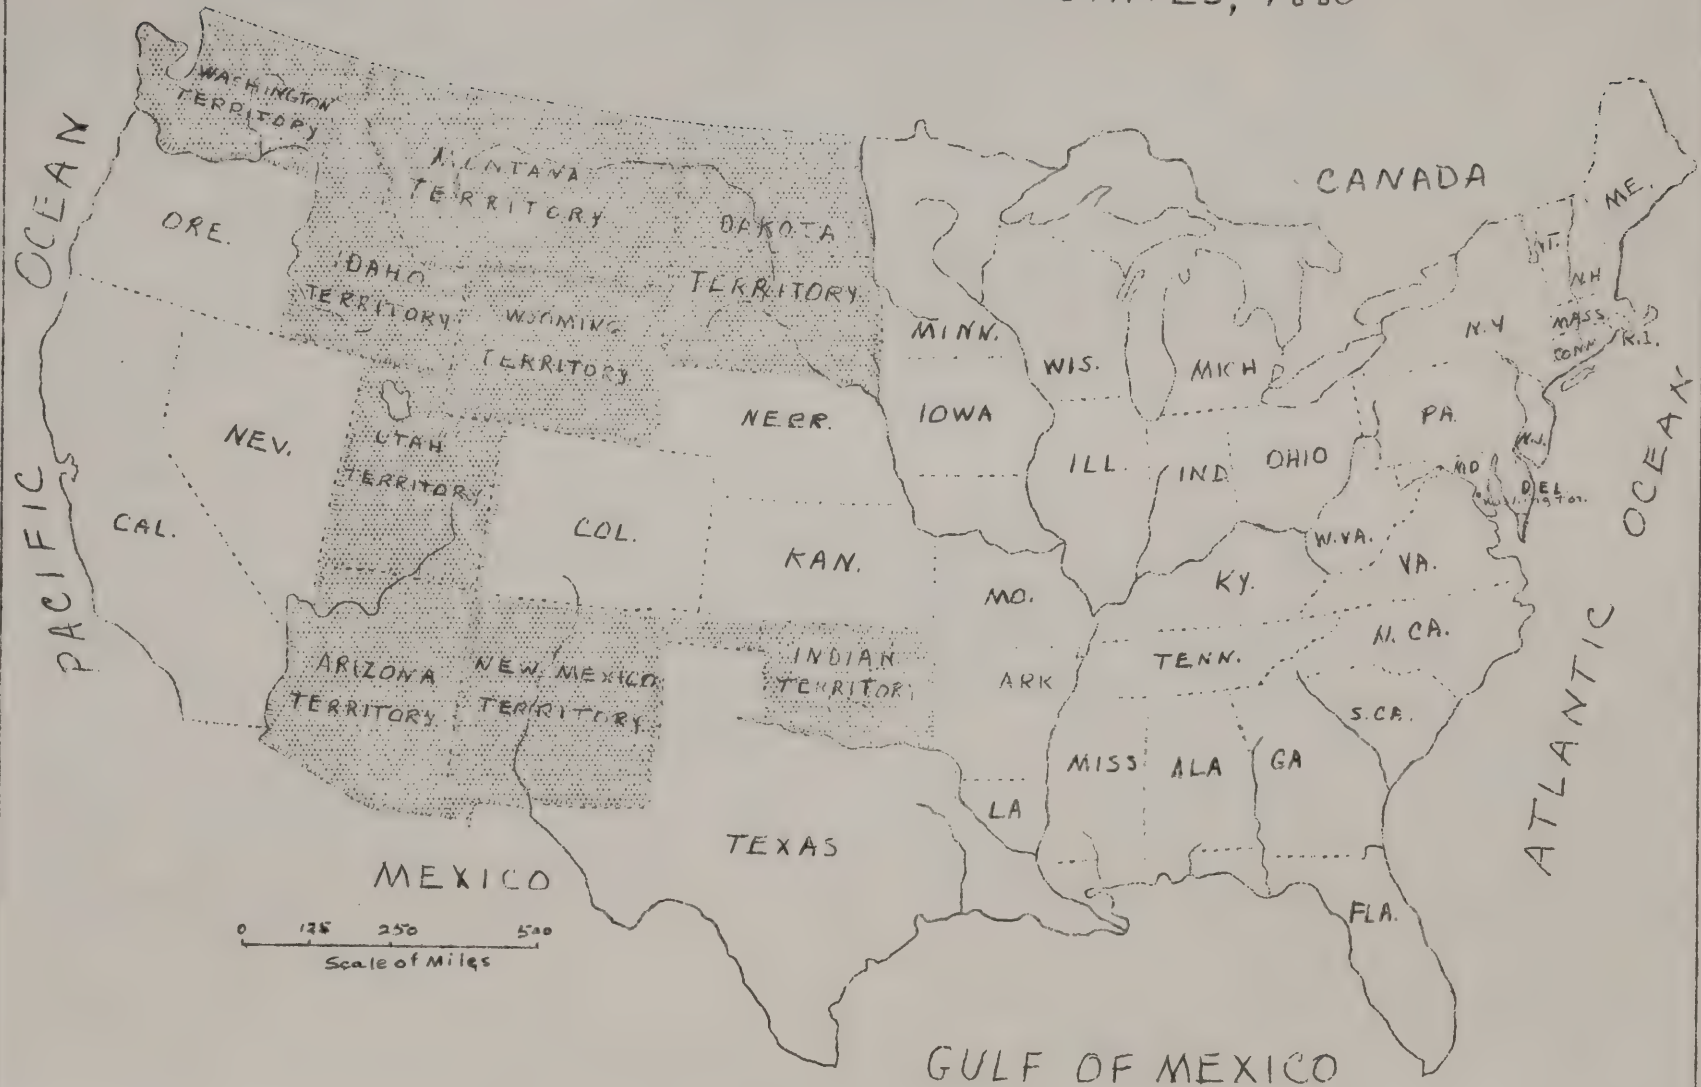 STATES, 1880
WASHINGTON
TERRITORY
MONTANA
TERRITORY
DAKOTA
TERRITORY
IDAHO
TERRITORY
WYOMING
TERRITORY
ORE.
CANADA
ME.
VT.
N.H
MASS.
CONN
R.I.
N.Y
MINN.
WIS.
MICH
NEBR.
IOWA
NEV.
UTAH
TERRITORY
ILL.
IND
OHIO
PA.
N.J.
MD
DEL
CAL.
COL.
KAN.
MO.
KY.
W.VA.
VA.
ARIZONA
TERRITORY
NEW MEXICO
TERRITORY
INDIAN
TERRITORY
ARK
TENN.
N. CA.
S.CA.
MISS
ALA
GA
LA
TEXAS
FLA.
MEXICO
0 125 250 500
Scale of Miles
PACIFIC OCEAN
ATLANTIC OCEAN
GULF OF MEXICO